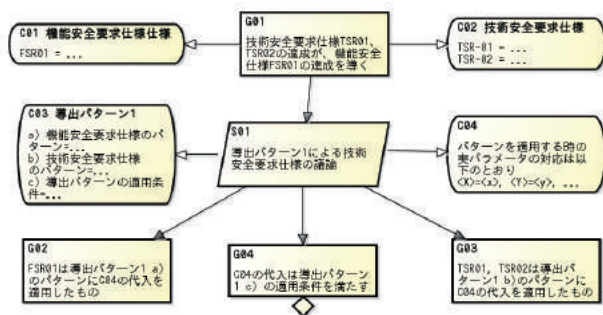 C01 機能安全要求仕様仕様
FSR01 = ...
G01
技術安全要求仕様TSR01、
TSR02の達成が、機能安全
仕様FSR01の達成を導く
C02 技術安全要求仕様
TSR-01 = ...
TSR-02 = ...
C03 導出パターン1
a) 機能安全要求仕様のパ
ターン=...
b) 技術安全要求仕様
のパターン=...
c) 導出パターンの適用条
件=...
S01
導出パターン1による技術
安全要求仕様の議論
C04
パターンを適用する時の
実パラメータの対応は以
下のとおり
<X>=<x>, <Y>=<y>, ...
G02
FSR01は導出パターン1 a)
のパターンにC04の代入を
適用したもの
G04
C04の代入は導出パターン
1 c) の適用条件を満たす
G03
TSR01, TSR02は導出パ
ターン1 b)のパターンに
C04の代入を適用したもの